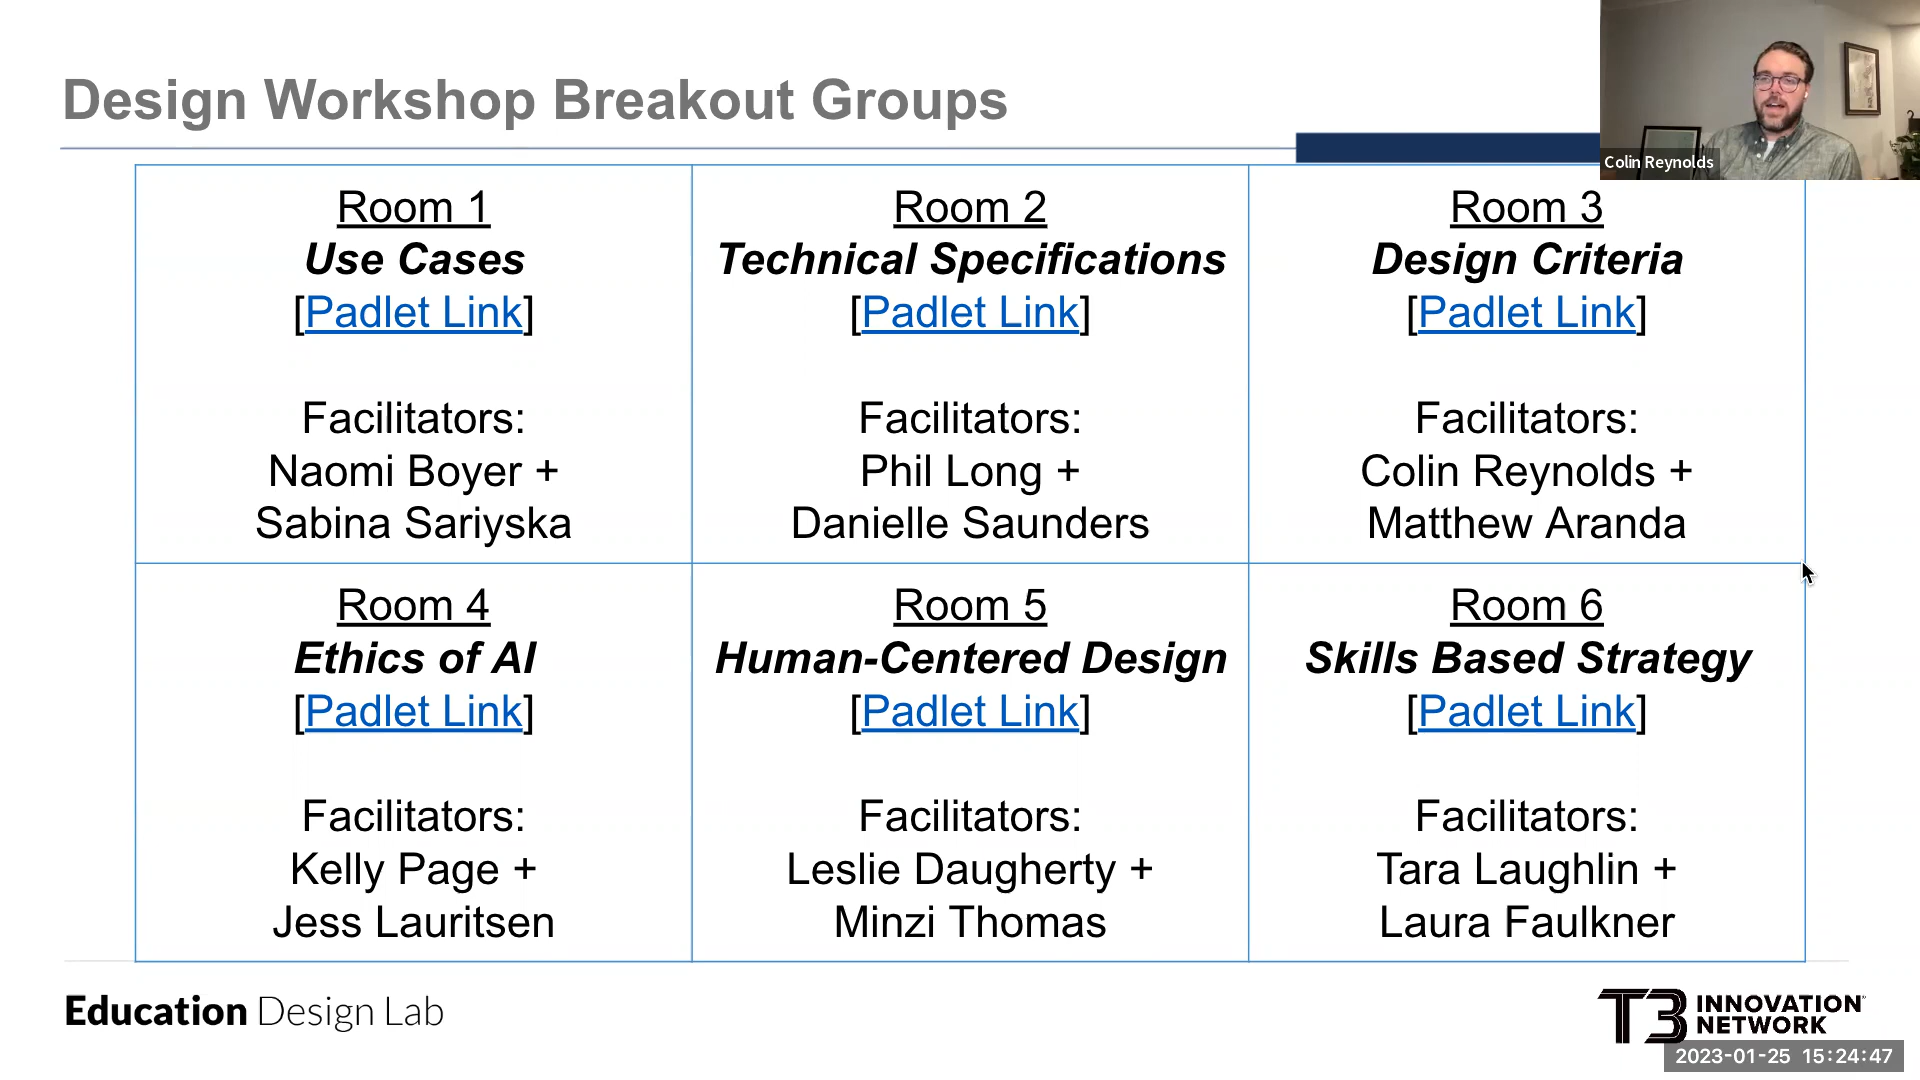 Design Workshop Breakout Groups
Colin Reynolds
Room 1
Use Cases
[Padlet Link]
Facilitators:
Naomi Boyer +
Sabina Sariyska
Room 2
Technical Specifications
[Padlet Link]
Facilitators:
Phil Long +
Danielle Saunders
Room 3
Design Criteria
[Padlet Link]
Facilitators:
Colin Reynolds +
Matthew Aranda
Room 4
Ethics of AI
[Padlet Link]
Facilitators:
Kelly Page +
Jess Lauritsen
Room 5
Human-Centered Design
[Padlet Link]
Facilitators:
Leslie Daugherty +
Minzi Thomas
Room 6
Skills Based Strategy
[Padlet Link]
Facilitators:
Tara Laughlin +
Laura Faulkner
Education Design Lab
T3 INNOVATION
NETWORK
2023-01-25 15:24:47